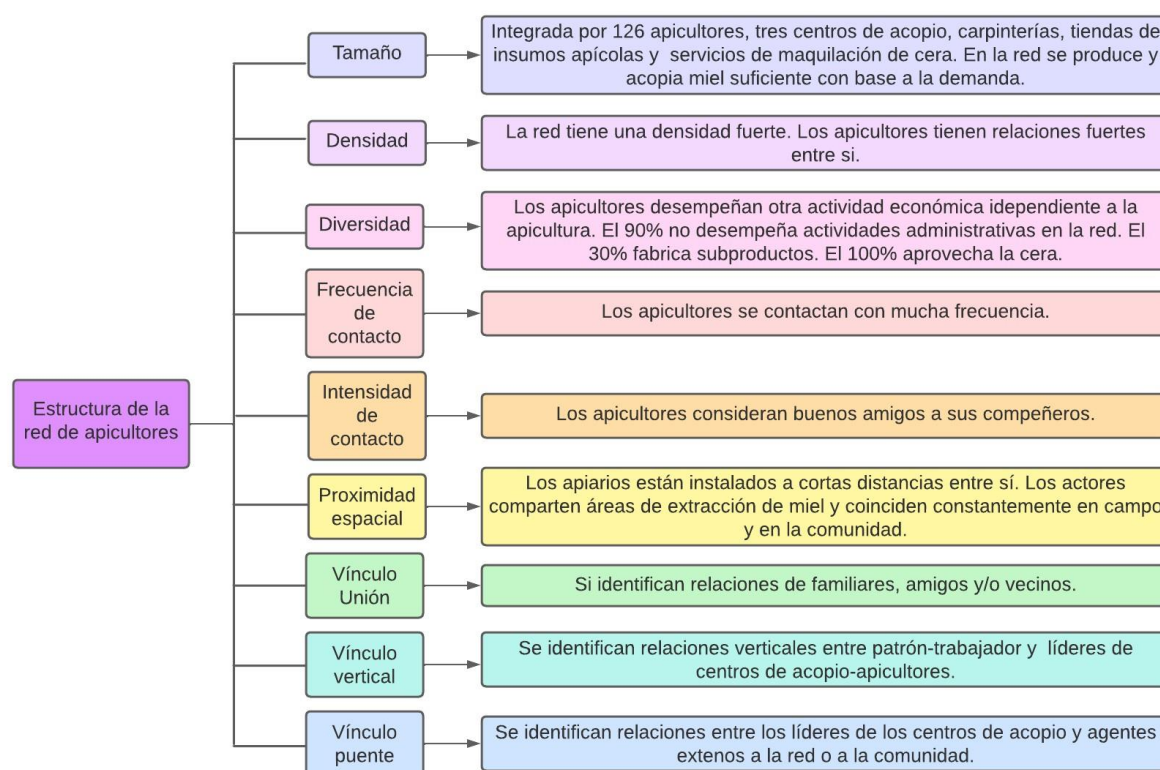 Estructura de la
red de apicultores
Tamaño
Integrada por 126 apicultores, tres centros de acopio, carpinterías, tiendas de
insumos apícolas y servicios de maquilación de cera. En la red se produce y
acopia miel suficiente con base a la demanda.
Densidad
La red tiene una densidad fuerte. Los apicultores tienen relaciones fuertes
entre si.
Diversidad
Los apicultores desempeñan otra actividad económica idependiente a la
apicultura. El 90% no desempeña actividades administrativas en la red. El
30% fabrica subproductos. El 100% aprovecha la cera.
Frecuencia
de
contacto
Los apicultores se contactan con mucha frecuencia.
Intensidad
de
contacto
Los apicultores consideran buenos amigos a sus compeñeros.
Proximidad
espacial
Los apiarios están instalados a cortas distancias entre sí. Los actores
comparten áreas de extracción de miel y coinciden constantemente en campo
y en la comunidad.
Vínculo
Unión
Si identifican relaciones de familiares, amigos y/o vecinos.
Vínculo
vertical
Se identifican relaciones verticales entre patrón-trabajador y líderes de
centros de acopio-apicultores.
Vínculo
puente
Se identifican relaciones entre los líderes de los centros de acopio y agentes
extenos a la red o a la comunidad.